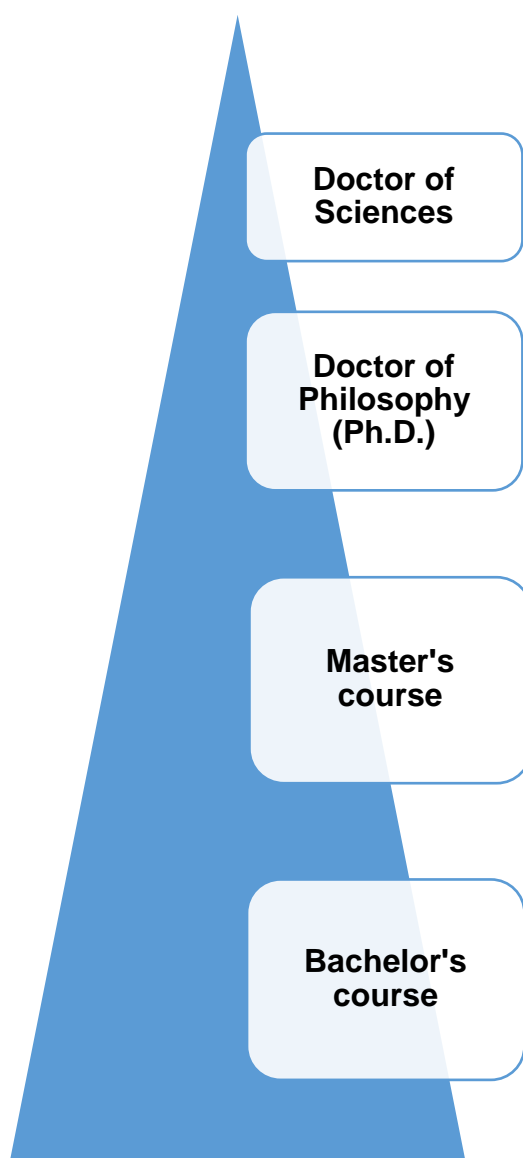 Doctor of
Sciences
Doctor of
Philosophy
(Ph.D.)
Master's
course
Bachelor's
course